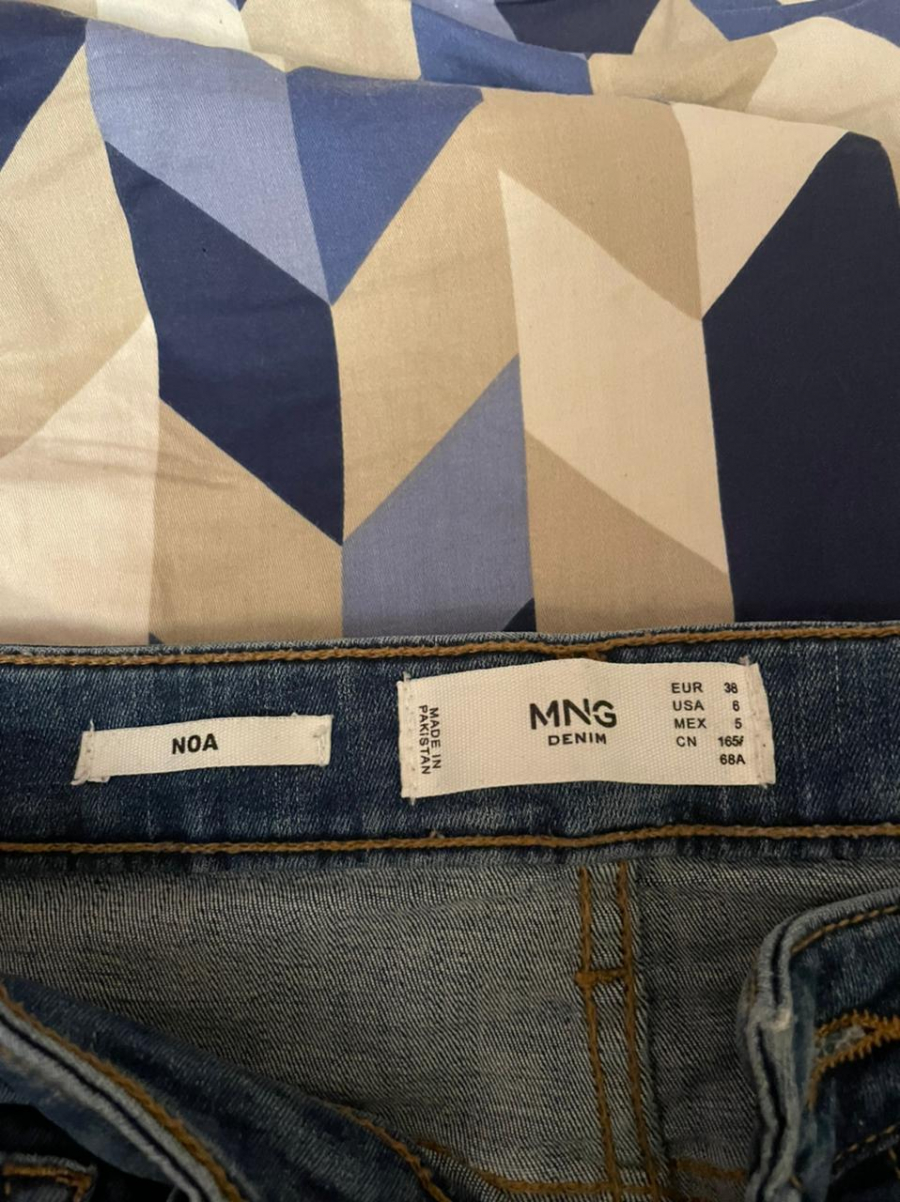 NOA
MADE IN
PAKISTAN
MNG
DENIM
EUR 38
USA 6
MEX 5
CN 165/
68A